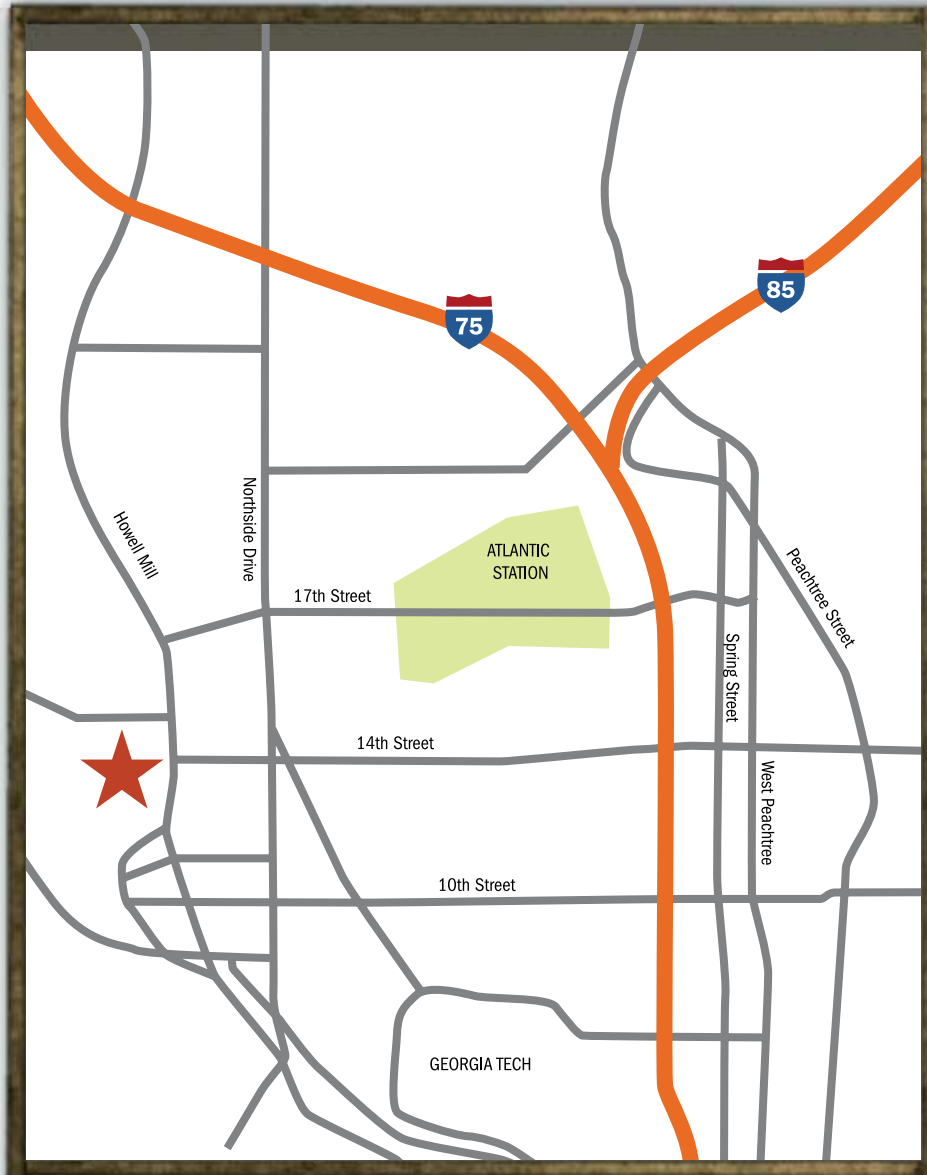 85
75
Northside Drive
Howell Mill
ATLANTIC
STATION
Peachtree Street
17th Street
Spring Street
14th Street
West Peachtree
10th Street
GEORGIA TECH